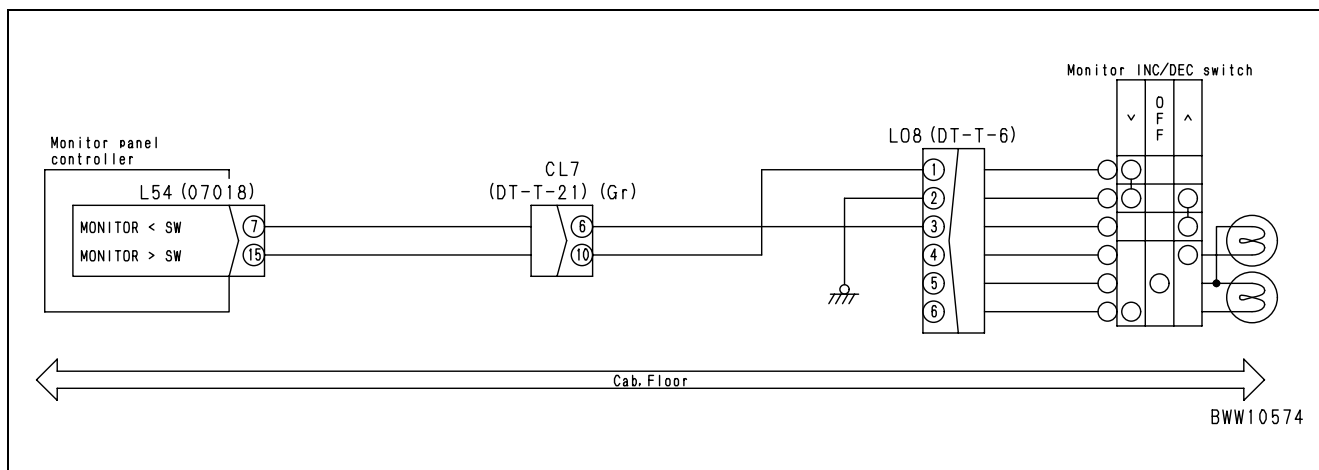 Monitor INC/DEC switch
∨ OFF ∧
Monitor panel
controller
L54 (07018)
MONITOR < SW 7
MONITOR > SW 15
CL7
(DT-T-21) (Gr)
6
10
L08 (DT-T-6)
1
2
3
4
5
6
Cab, Floor
BWW10574